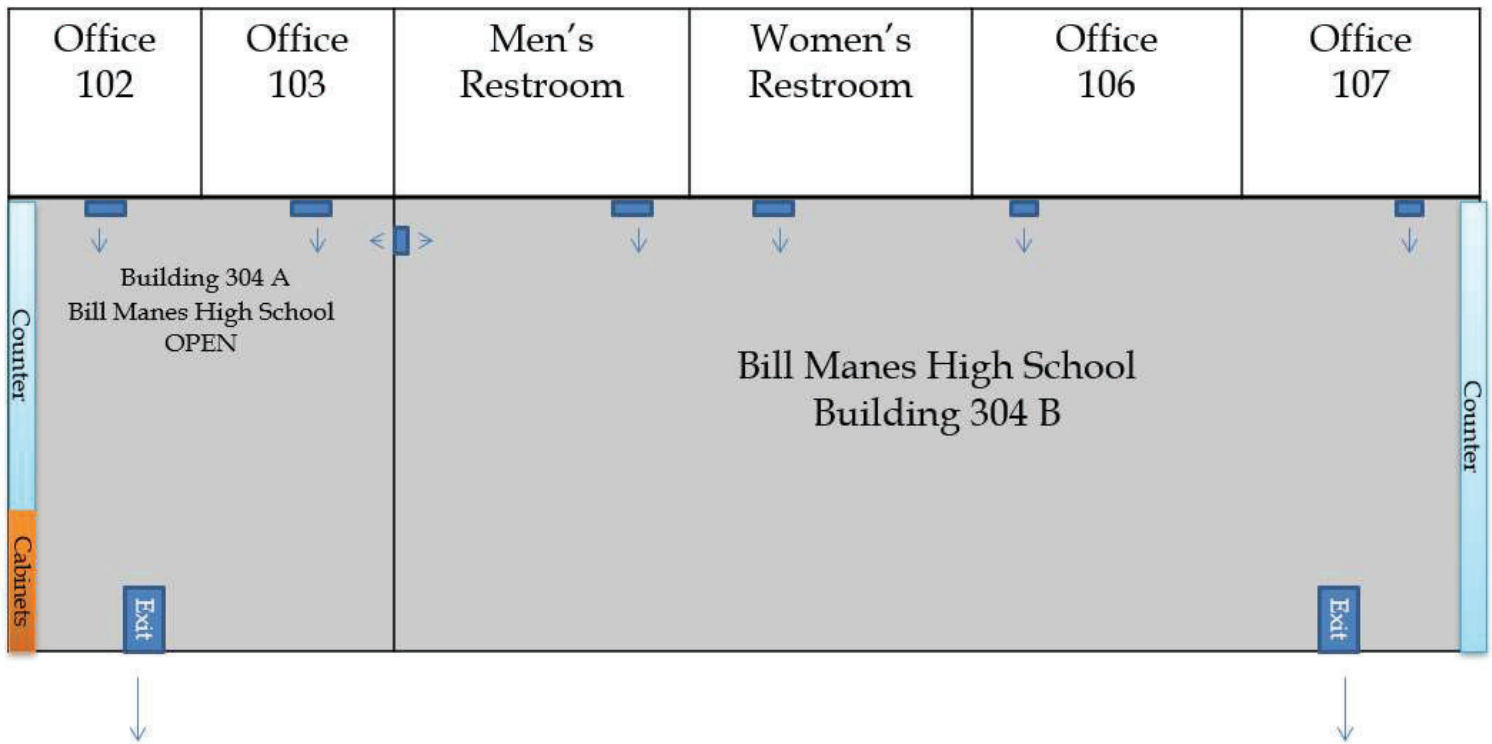 Office
102
Office
103
Men's
Restroom
Women's
Restroom
Office
106
Office
107
Building 304 A
Bill Manes High School
OPEN
Bill Manes High School
Building 304 B
Counter
Cabinets
Exit
Exit
Counter